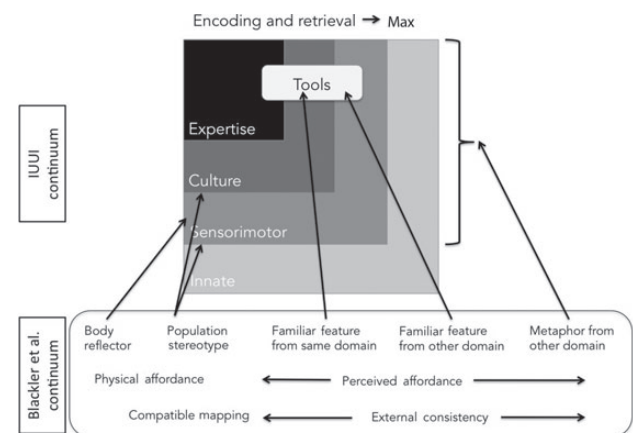 Encoding and retrieval → Max
Tools
Expertise
Culture
Sensorimotor
Innate
IUUI
continuum
Blackler et al.
continuum
Body
reflector
Population
stereotype
Familiar feature
from same domain
Familiar feature
from other domain
Metaphor from
other domain
Physical affordance
Perceived affordance
Compatible mapping
External consistency